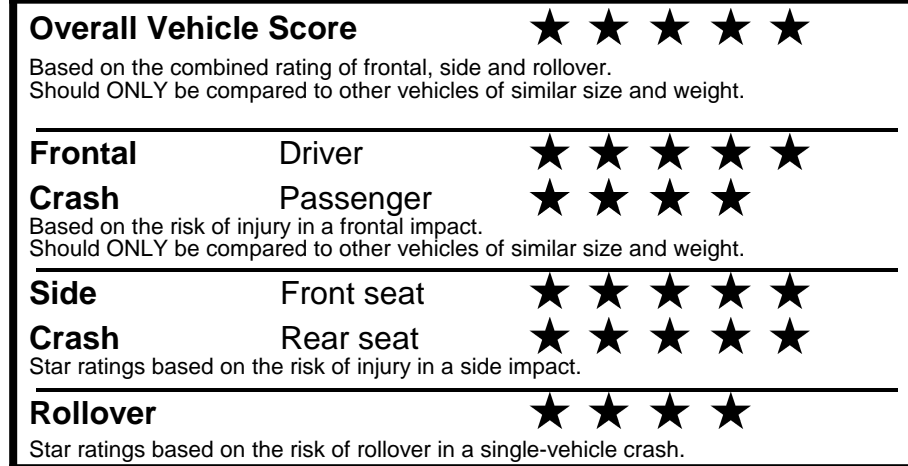 Overall Vehicle Score ★ ★ ★ ★ ★
Based on the combined rating of frontal, side and rollover.
Should ONLY be compared to other vehicles of similar size and weight.
Frontal Driver ★ ★ ★ ★ ★
Crash Passenger ★ ★ ★ ★
Based on the risk of injury in a frontal impact.
Should ONLY be compared to other vehicles of similar size and weight.
Side Front seat ★ ★ ★ ★ ★
Crash Rear seat ★ ★ ★ ★ ★
Star ratings based on the risk of injury in a side impact.
Rollover ★ ★ ★ ★
Star ratings based on the risk of rollover in a single-vehicle crash.